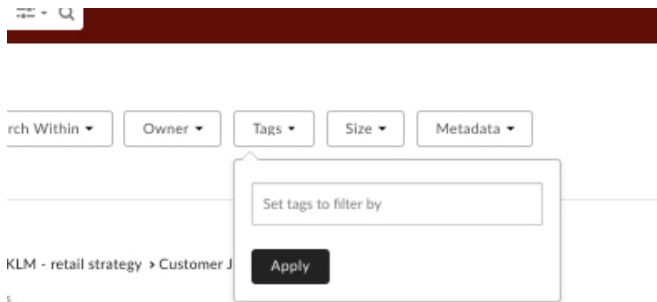 rch Within
Owner
Tags
Size
Metadata
Set tags to filter by
KLM - retail strategy > Customer J
Apply